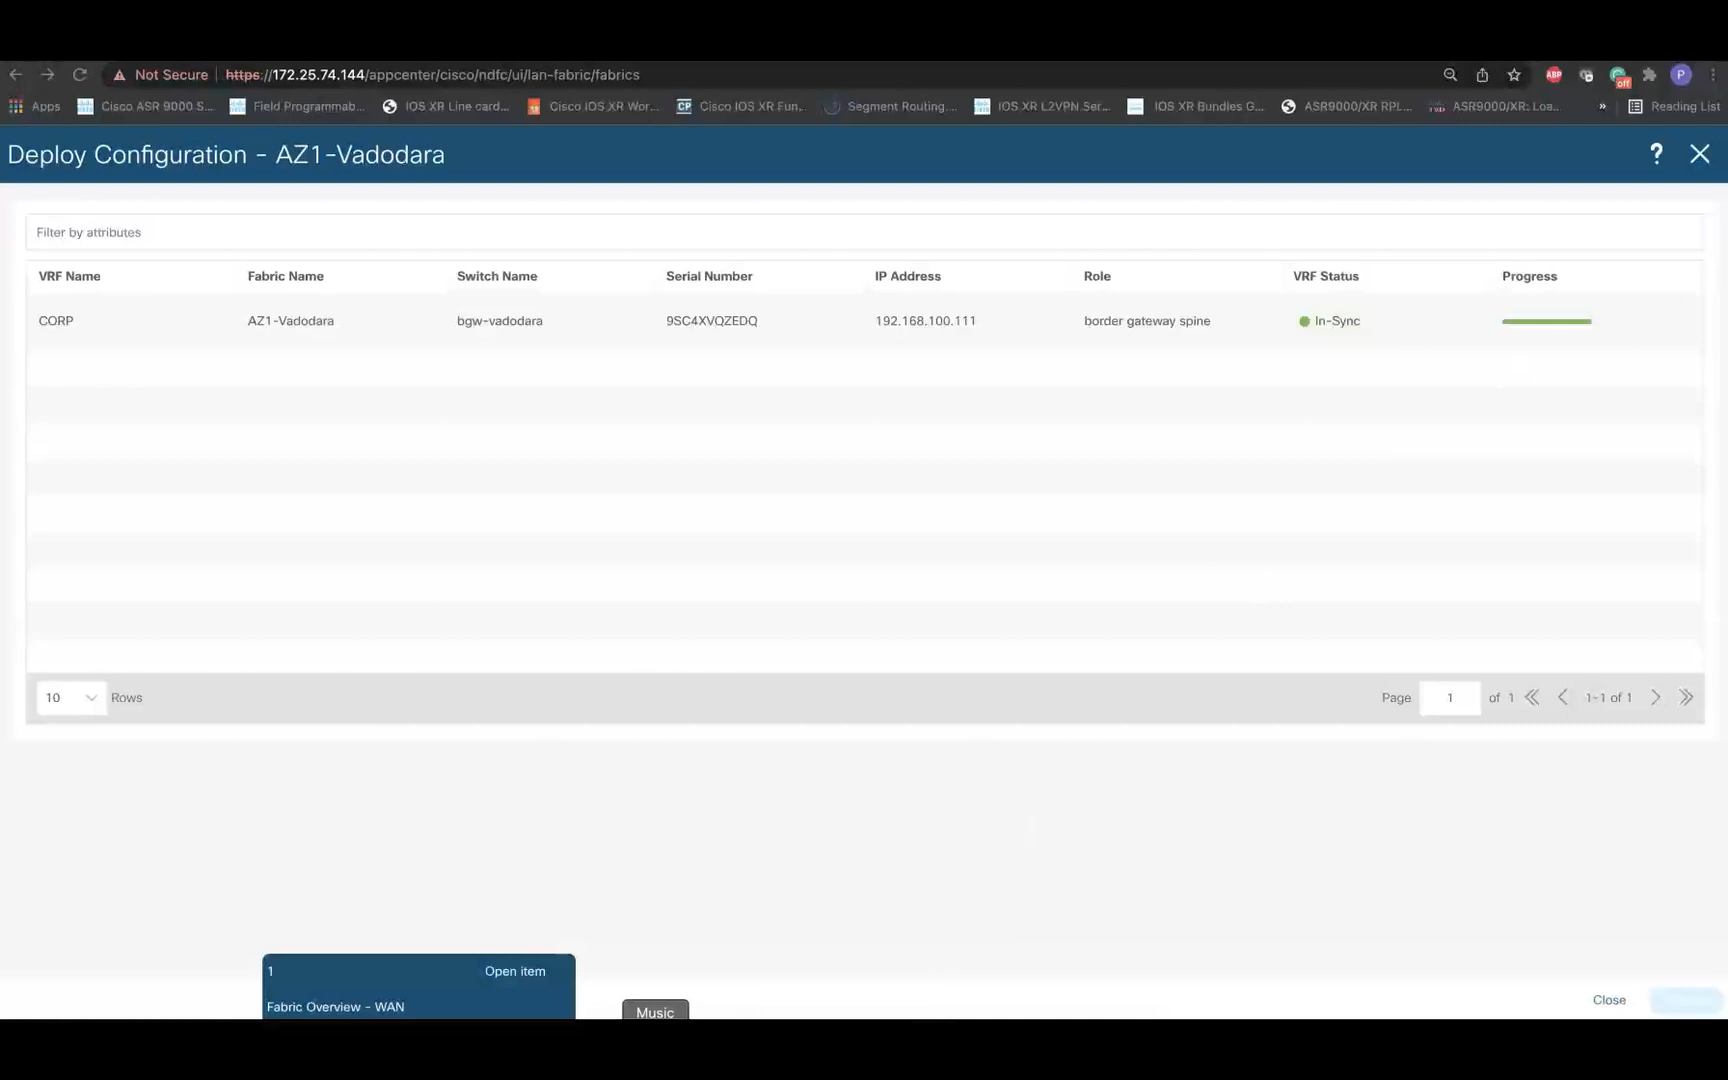 Not Secure https://172.25.74.144/appcenter/cisco/ndfc/ui/lan-fabric/fabrics ABP off P
Apps Cisco ASR 9000 S... Field Programmab... IOS XR Line card... Cisco IOS XR Wor... CP Cisco IOS XR Fun... Segment Routing... IOS XR L2VPN Ser... IOS XR Bundles G... ASR9000/XR RPL... ASR9000/XR: Loa... » Reading List
Deploy Configuration - AZ1-Vadodara ?
Filter by attributes
VRF Name Fabric Name Switch Name Serial Number IP Address Role VRF Status Progress
CORP AZ1-Vadodara bgw-vadodara 9SC4XVQZEDQ 192.168.100.111 border gateway spine In-Sync
10 Rows Page 1 of 1 1-1 of 1
1 Open item
Fabric Overview - WAN
Close
Music